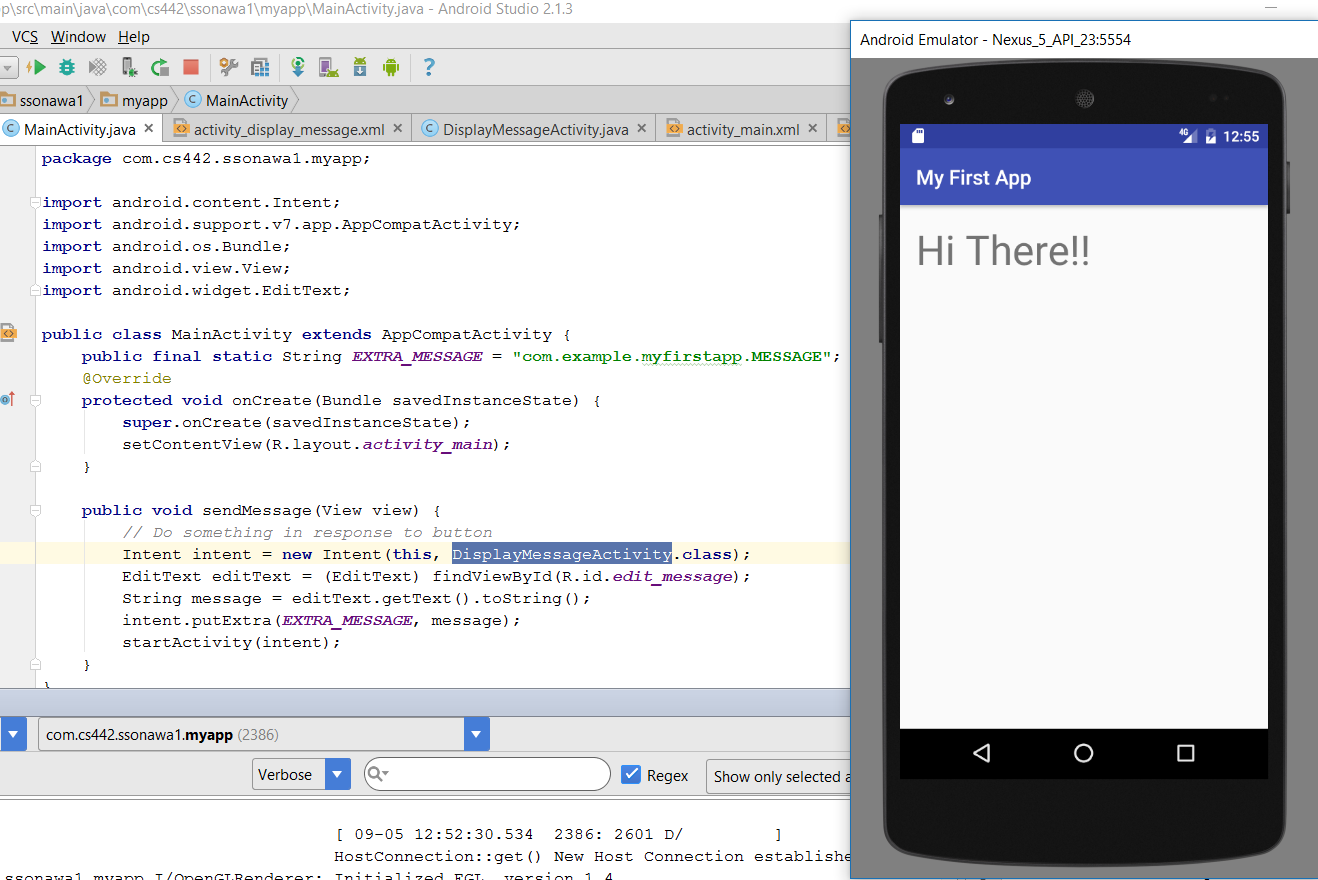 p\src\main\java\com\cs442\ssonawa1\myapp\MainActivity.java - Android Studio 2.1.3
VCS Window Help
ssonawa1 myapp MainActivity
MainActivity.java activity_display_message.xml DisplayMessageActivity.java activity_main.xml
package com.cs442.ssonawa1.myapp;
import android.content.Intent;
import android.support.v7.app.AppCompatActivity;
import android.os.Bundle;
import android.view.View;
import android.widget.EditText;
public class MainActivity extends AppCompatActivity {
public final static String EXTRA_MESSAGE = "com.example.myfirstapp.MESSAGE";
@Override
protected void onCreate(Bundle savedInstanceState) {
super.onCreate(savedInstanceState);
setContentView(R.layout.activity_main);
}
public void sendMessage(View view) {
// Do something in response to button
Intent intent = new Intent(this, DisplayMessageActivity.class);
EditText editText = (EditText) findViewById(R.id.edit_message);
String message = editText.getText().toString();
intent.putExtra(EXTRA_MESSAGE, message);
startActivity(intent);
}
}
com.cs442.ssonawa1.myapp (2386)
Verbose Regex Show only selected a
[ 09-05 12:52:30.534 2386: 2601 D/ ]
HostConnection::get() New Host Connection establishe
ssonawa1.myapp I/OpenGLRenderer: Initialized EGL, version 1.4
Android Emulator - Nexus_5_API_23:5554
4G 12:55
My First App
Hi There!!